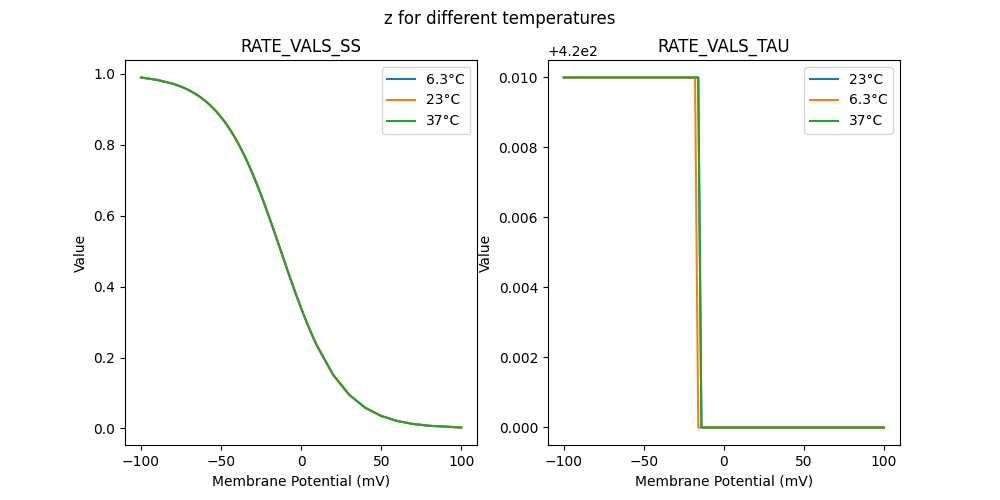 z for different temperatures
RATE_VALS_SS
1.0
0.8
0.6
0.4
0.2
0.0
Value
−100
−50
0
50
100
Membrane Potential (mV)
6.3°C
23°C
37°C
RATE_VALS_TAU
+4.2e2
0.010
0.008
0.006
0.004
0.002
0.000
Value
−100
−50
0
50
100
Membrane Potential (mV)
23°C
6.3°C
37°C